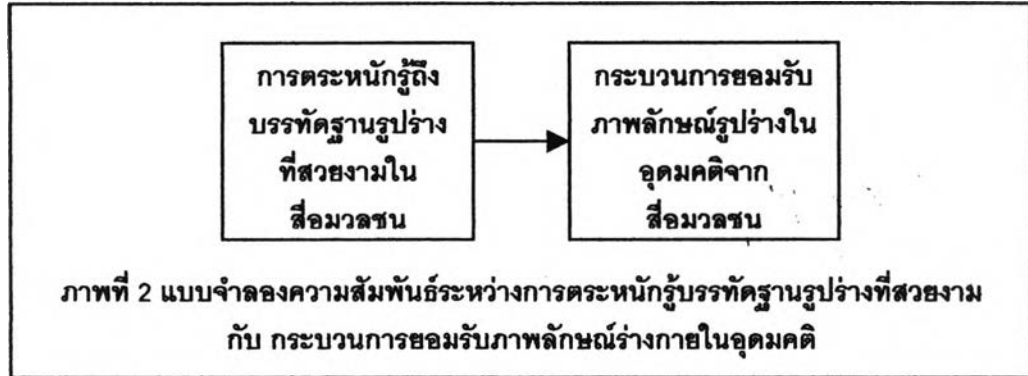 การตระหนักรู้ถึง
บรรทัดฐานรูปร่าง
ที่สวยงามใน
สื่อมวลชน
กระบวนการยอมรับ
ภาพลักษณ์รูปร่างใน
อุดมคติจาก
สื่อมวลชน
ภาพที่ 2 แบบจำลองความสัมพันธ์ระหว่างการตระหนักรู้บรรทัดฐานรูปร่างที่สวยงาม
กับ กระบวนการยอมรับภาพลักษณ์ร่างกายในอุดมคติ